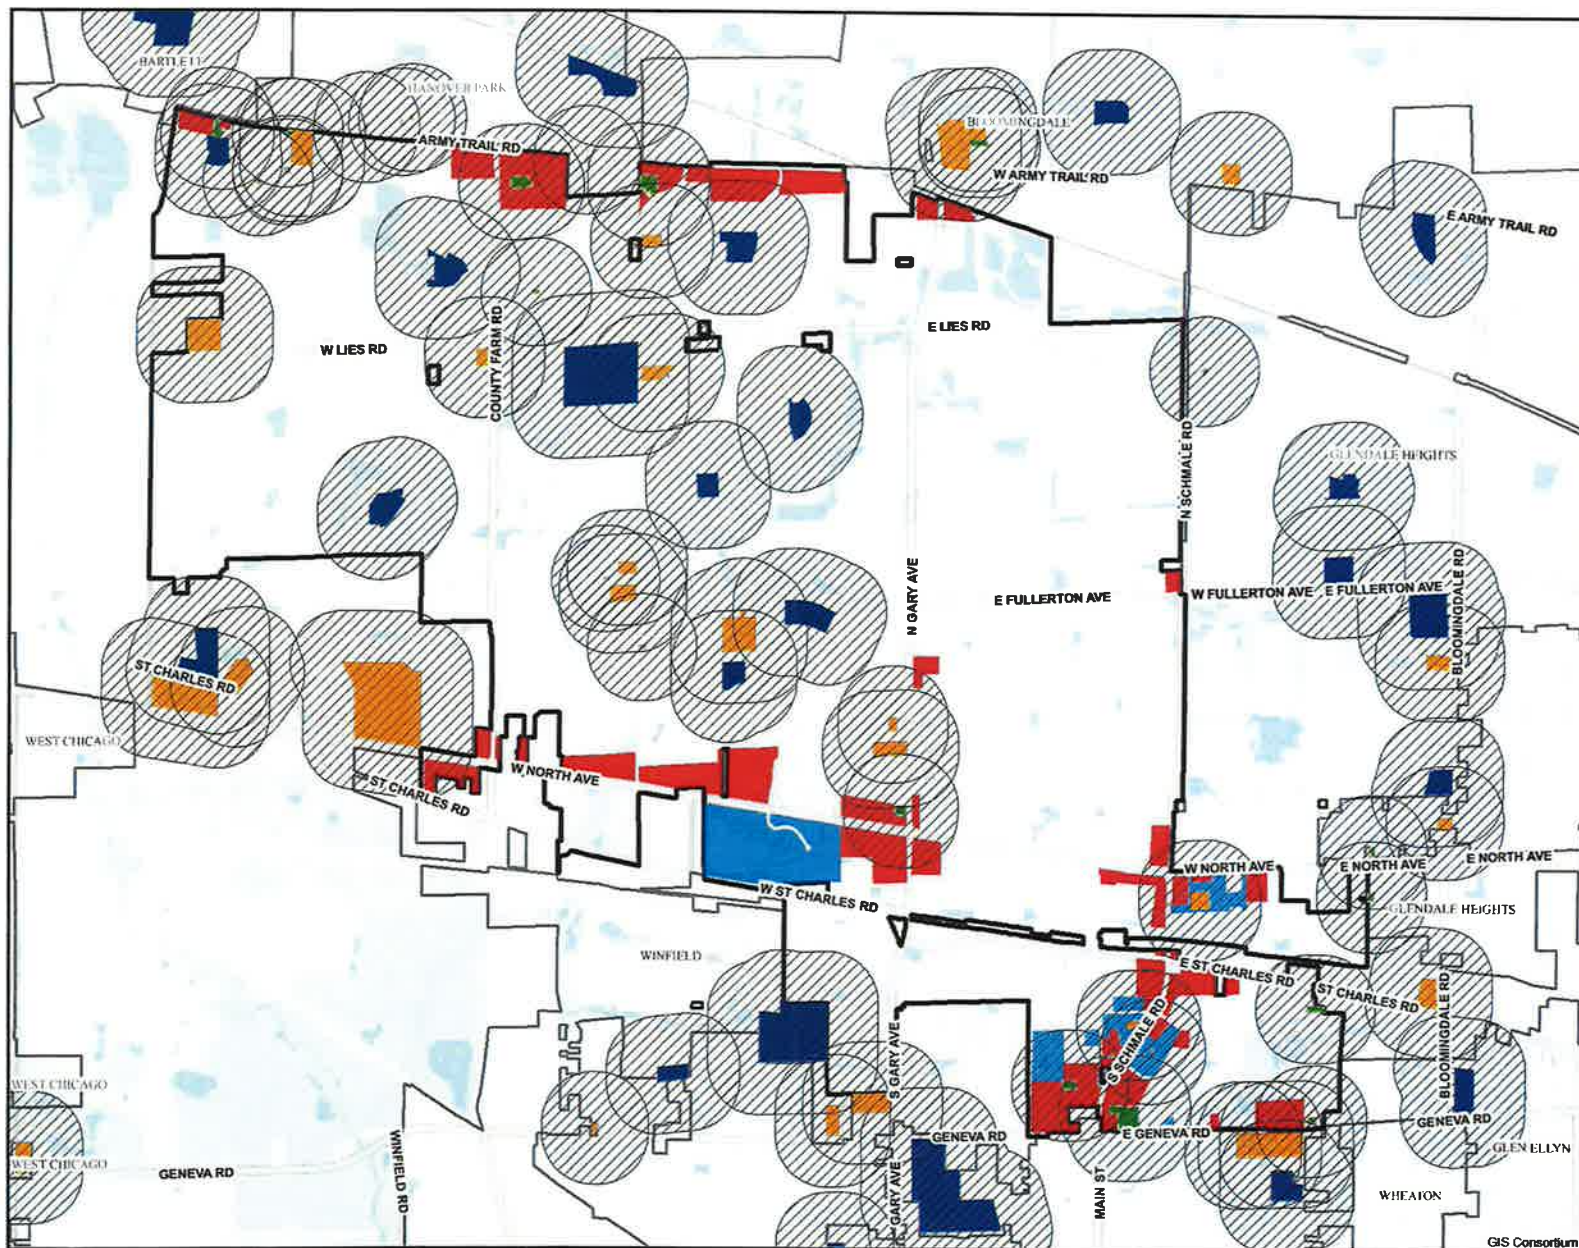 BARTLETT
HANOVER PARK
BLOOMINGDALE
ARMY TRAIL RD
W ARMY TRAIL RD
E ARMY TRAIL RD
E LIES RD
W LIES RD
COUNTY FARM RD
N SCHMALE RD
GLENDALE HEIGHTS
N GARY AVE
E FULLERTON AVE
W FULLERTON AVE
E FULLERTON AVE
BLOOMINGDALE RD
ST CHARLES RD
WEST CHICAGO
W NORTH AVE
ST CHARLES RD
W NORTH AVE
E NORTH AVE
E NORTH AVE
W ST CHARLES RD
GLENDALE HEIGHTS
WINFIELD
E ST CHARLES RD
ST CHARLES RD
BLOOMINGDALE RD
S SCHMALE RD
S GARY AVE
WEST CHICAGO
GENEVA RD
E GENEVA RD
GENEVA RD
GLEN ELLYN
WEST CHICAGO
GENEVA RD
WINFIELD RD
GARY AVE
MAIN ST
WHEATON
GIS Consortium